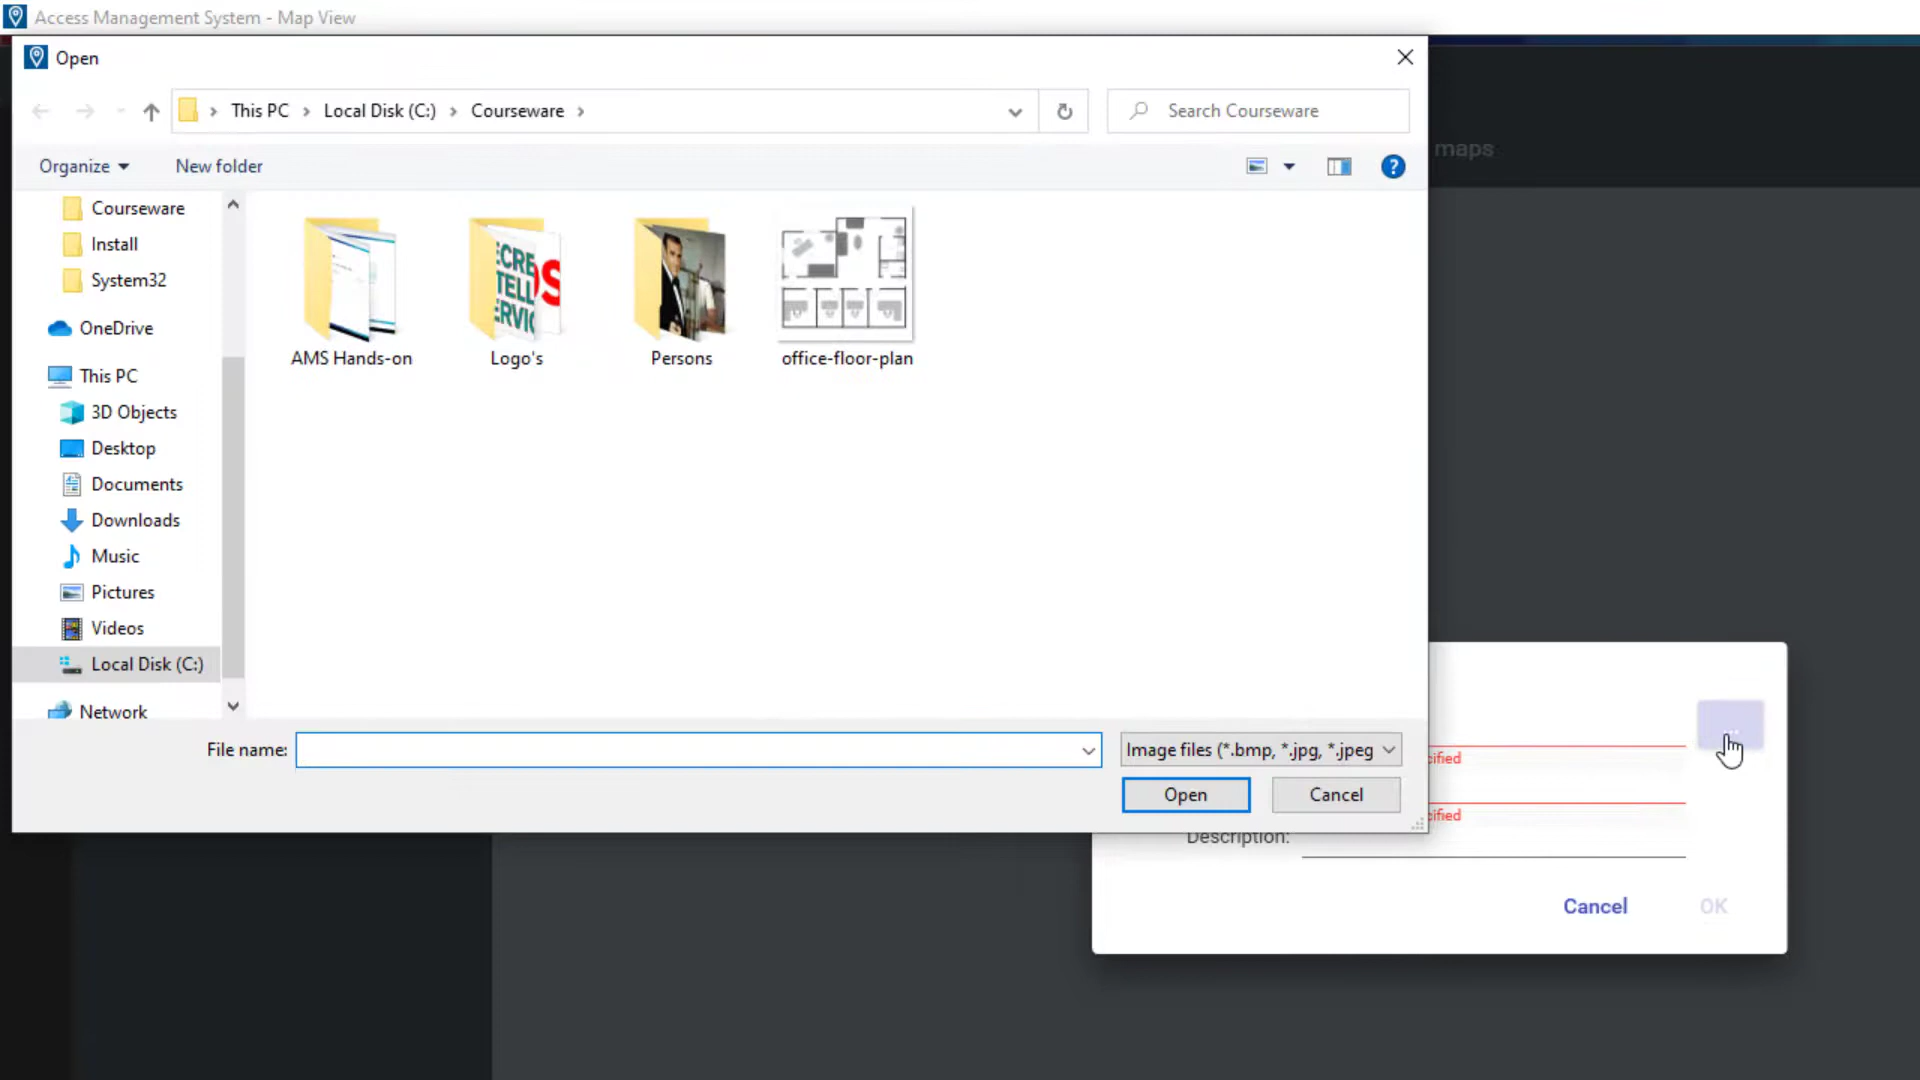 Access Management System - Map View
Open
This PC
Local Disk (C:)
Courseware
Search Courseware
maps
Organize
New folder
Courseware
Install
System32
OneDrive
This PC
3D Objects
Desktop
Documents
Downloads
Music
Pictures
Videos
Local Disk (C:)
Network
AMS Hands-on
Logo's
Persons
office-floor-plan
File name:
Image files (*.bmp, *.jpg, *.jpeg
Open
Cancel
ified
ified
Description:
Cancel
OK